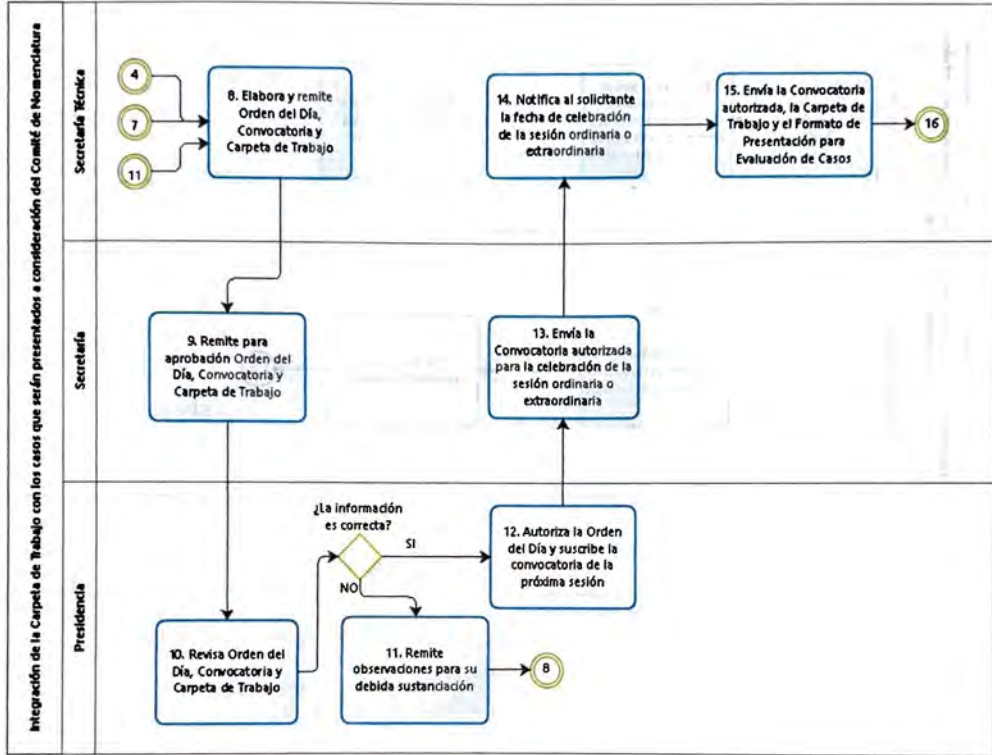 Integración de la Carpeta de Trabajo con los casos que serán presentados a consideración del Comité de Nomenclatura
Secretaría Técnica
4
7
11
8. Elabora y remite
Orden del Día,
Convocatoria y
Carpeta de Trabajo
14. Notifica al solicitante
la fecha de celebración
de la sesión ordinaria o
extraordinaria
15. Envía la Convocatoria
autorizada, la Carpeta de
Trabajo y el Formato de
Presentación para
Evaluación de Casos
16
Secretaría
9. Remite para
aprobación Orden del
Día, Convocatoria y
Carpeta de Trabajo
13. Envía la
Convocatoria autorizada
para la celebración de la
sesión ordinaria o
extraordinaria
Presidencia
10. Revisa Orden del
Día, Convocatoria y
Carpeta de Trabajo
¿La información
es correcta?
SI
NO
12. Autoriza la Orden
del Día y suscribe la
convocatoria de la
próxima sesión
11. Remite
observaciones para su
debida sustanciación
8